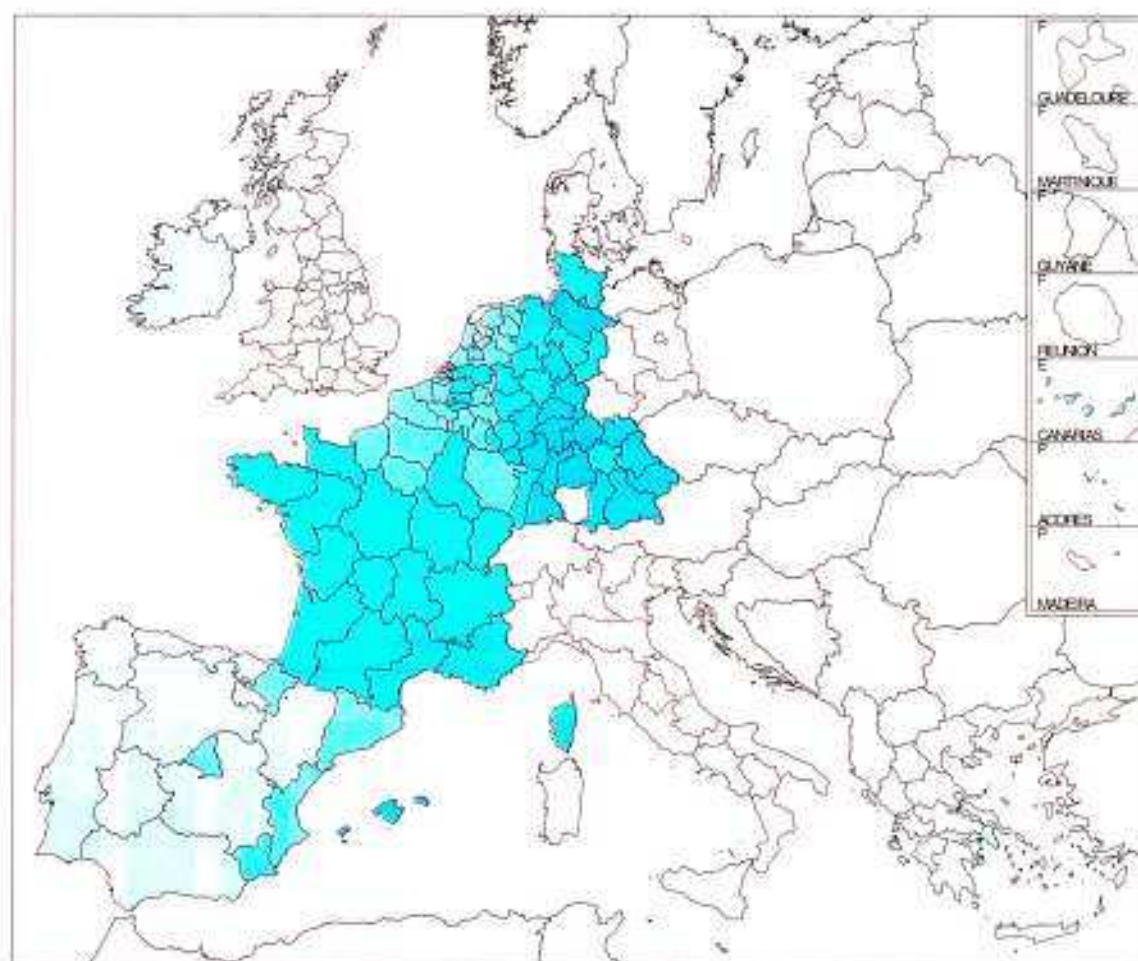 F
GUADELOUPE
F
MARTINIQUE
F
GUYANE
F
REUNION
E
CANARIAS
P
ACORES
P
MADEIRA